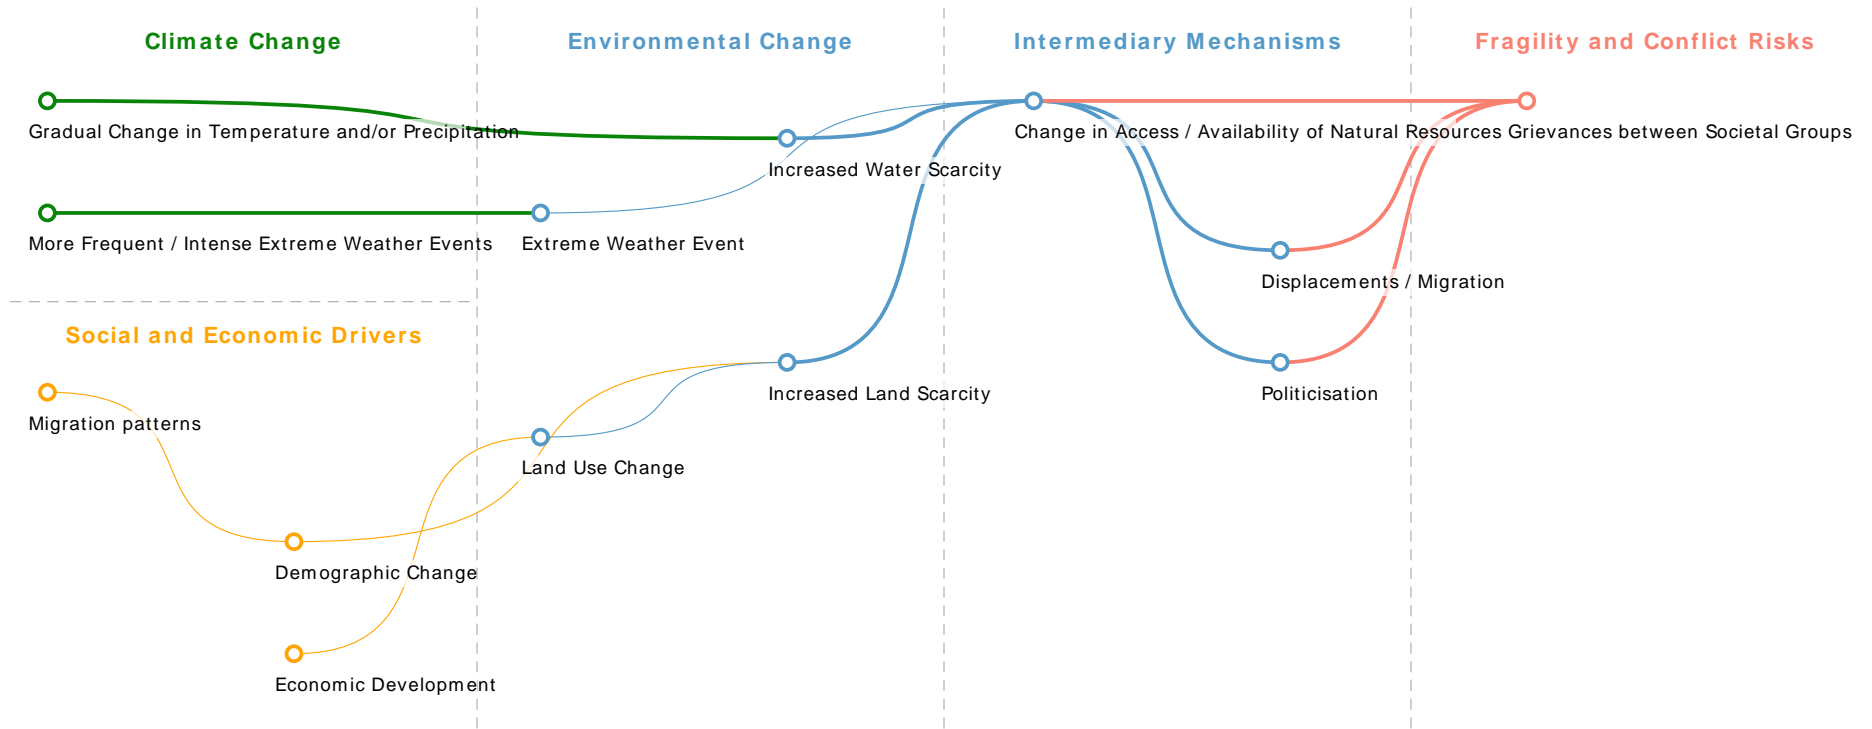 Climate Change
Environmental Change
Intermediary Mechanisms
Fragility and Conflict Risks
Gradual Change in Temperature and/or Precipitation
Increased Water Scarcity
Change in Access / Availability of Natural Resources
Grievances between Societal Groups
More Frequent / Intense Extreme Weather Events
Extreme Weather Event
Displacements / Migration
Social and Economic Drivers
Migration patterns
Increased Land Scarcity
Politicisation
Land Use Change
Demographic Change
Economic Development